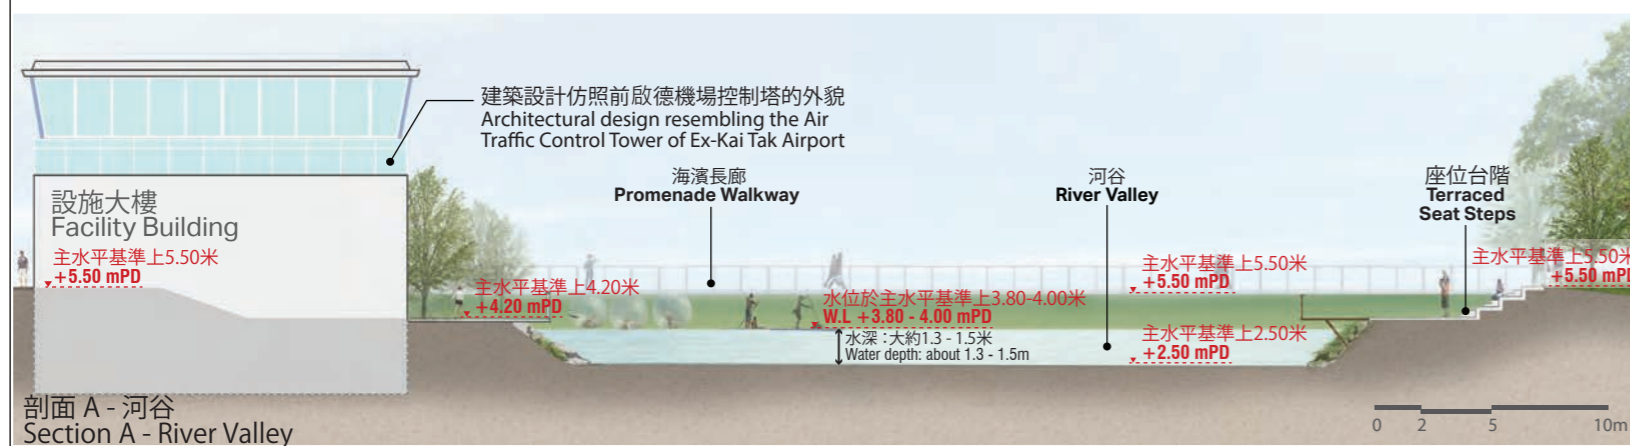 建築設計仿照前啟德機場控制塔的外貌
Architectural design resembling the Air
Traffic Control Tower of Ex-Kai Tak Airport
海濱長廊
Promenade Walkway
河谷
River Valley
座位台階
Terraced
Seat Steps
設施大樓
Facility Building
主水平基準上5.50米
+5.50 mPD
主水平基準上4.20米
+4.20 mPD
水位於主水平基準上3.80-4.00米
W.L +3.80 - 4.00 mPD
水深：大約1.3 - 1.5米
Water depth: about 1.3 - 1.5m
主水平基準上5.50米
+5.50 mPD
主水平基準上2.50米
+2.50 mPD
主水平基準上5.50米
+5.50 mPD
剖面 A - 河谷
Section A - River Valley
0 2 5 10m